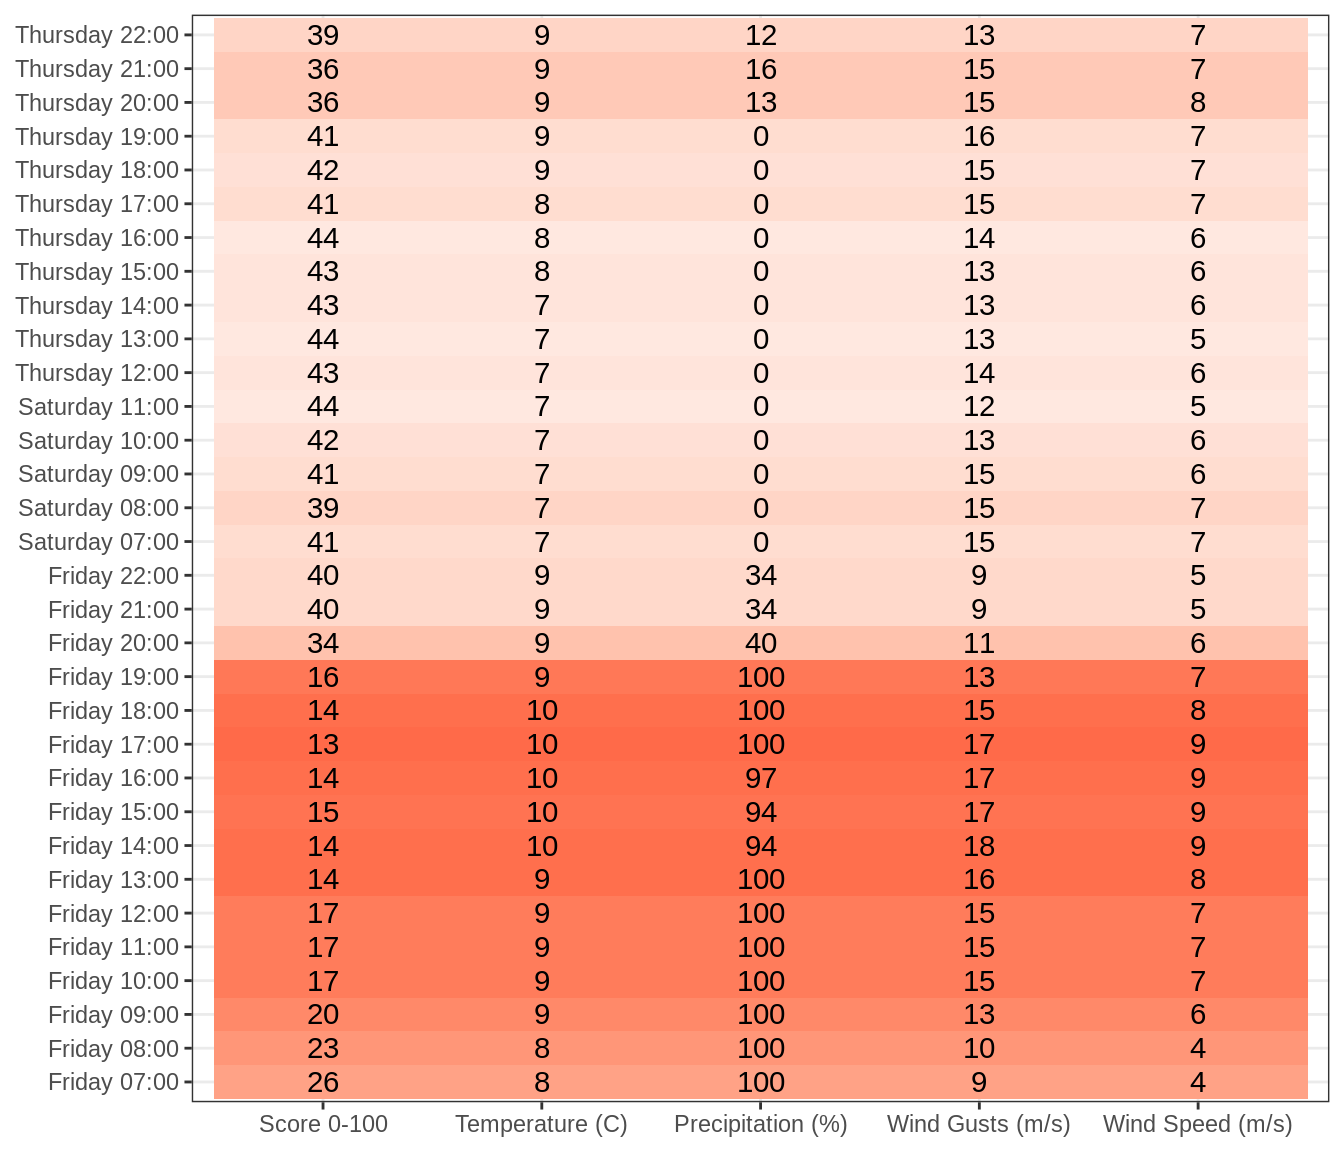 Thursday 22:00 39 9 12 13 7
Thursday 21:00 36 9 16 15 7
Thursday 20:00 36 9 13 15 8
Thursday 19:00 41 9 0 16 7
Thursday 18:00 42 9 0 15 7
Thursday 17:00 41 8 0 15 7
Thursday 16:00 44 8 0 14 6
Thursday 15:00 43 8 0 13 6
Thursday 14:00 43 7 0 13 6
Thursday 13:00 44 7 0 13 5
Thursday 12:00 43 7 0 14 6
Saturday 11:00 44 7 0 12 5
Saturday 10:00 42 7 0 13 6
Saturday 09:00 41 7 0 15 6
Saturday 08:00 39 7 0 15 7
Saturday 07:00 41 7 0 15 7
Friday 22:00 40 9 34 9 5
Friday 21:00 40 9 34 9 5
Friday 20:00 34 9 40 11 6
Friday 19:00 16 9 100 13 7
Friday 18:00 14 10 100 15 8
Friday 17:00 13 10 100 17 9
Friday 16:00 14 10 97 17 9
Friday 15:00 15 10 94 17 9
Friday 14:00 14 10 94 18 9
Friday 13:00 14 9 100 16 8
Friday 12:00 17 9 100 15 7
Friday 11:00 17 9 100 15 7
Friday 10:00 17 9 100 15 7
Friday 09:00 20 9 100 13 6
Friday 08:00 23 8 100 10 4
Friday 07:00 26 8 100 9 4
Score 0-100 Temperature (C) Precipitation (%) Wind Gusts (m/s) Wind Speed (m/s)